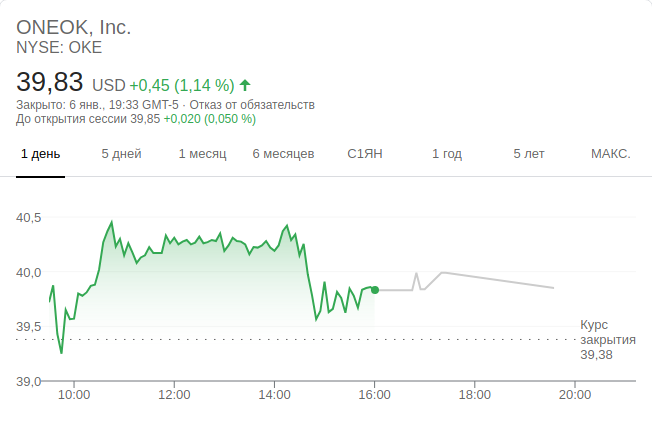 ONEOK, Inc.
NYSE: OKE
39,83 USD +0,45 (1,14 %)
Закрыто: 6 янв., 19:33 GMT-5 · Отказ от обязательств
До открытия сессии 39,85 +0,020 (0,050 %)
1 день 5 дней 1 месяц 6 месяцев С1ЯН 1 год 5 лет МАКС.
40,5
40,0
39,5
Курс
закрытия
39,38
39,0
10:00 12:00 14:00 16:00 18:00 20:00